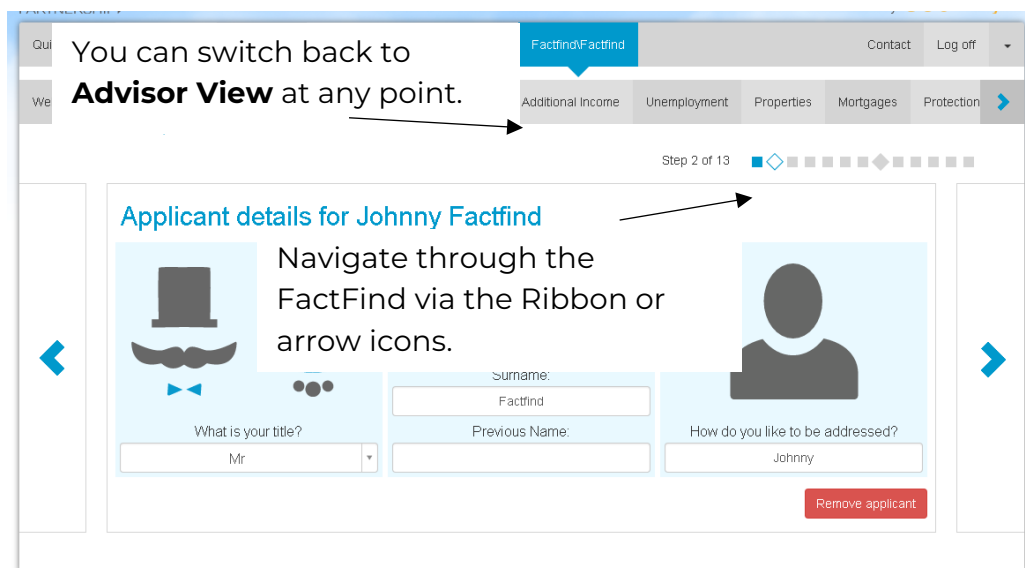 Factfind\Factfind
Contact
Log off
You can switch back to
Advisor View at any point.
Additional Income
Unemployment
Properties
Mortgages
Protection
Step 2 of 13
Applicant details for Johnny Factfind
Navigate through the
FactFind via the Ribbon or
arrow icons.
Surname:
Factfind
What is your title?
Mr
Previous Name:
How do you like to be addressed?
Johnny
Remove applicant